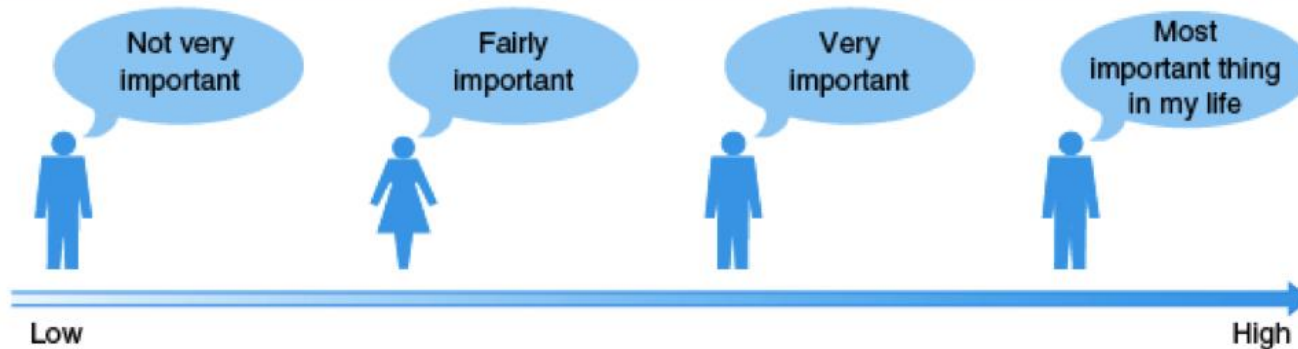 Not very
important
Fairly
important
Very
important
Most
important thing
in my life
Low
High